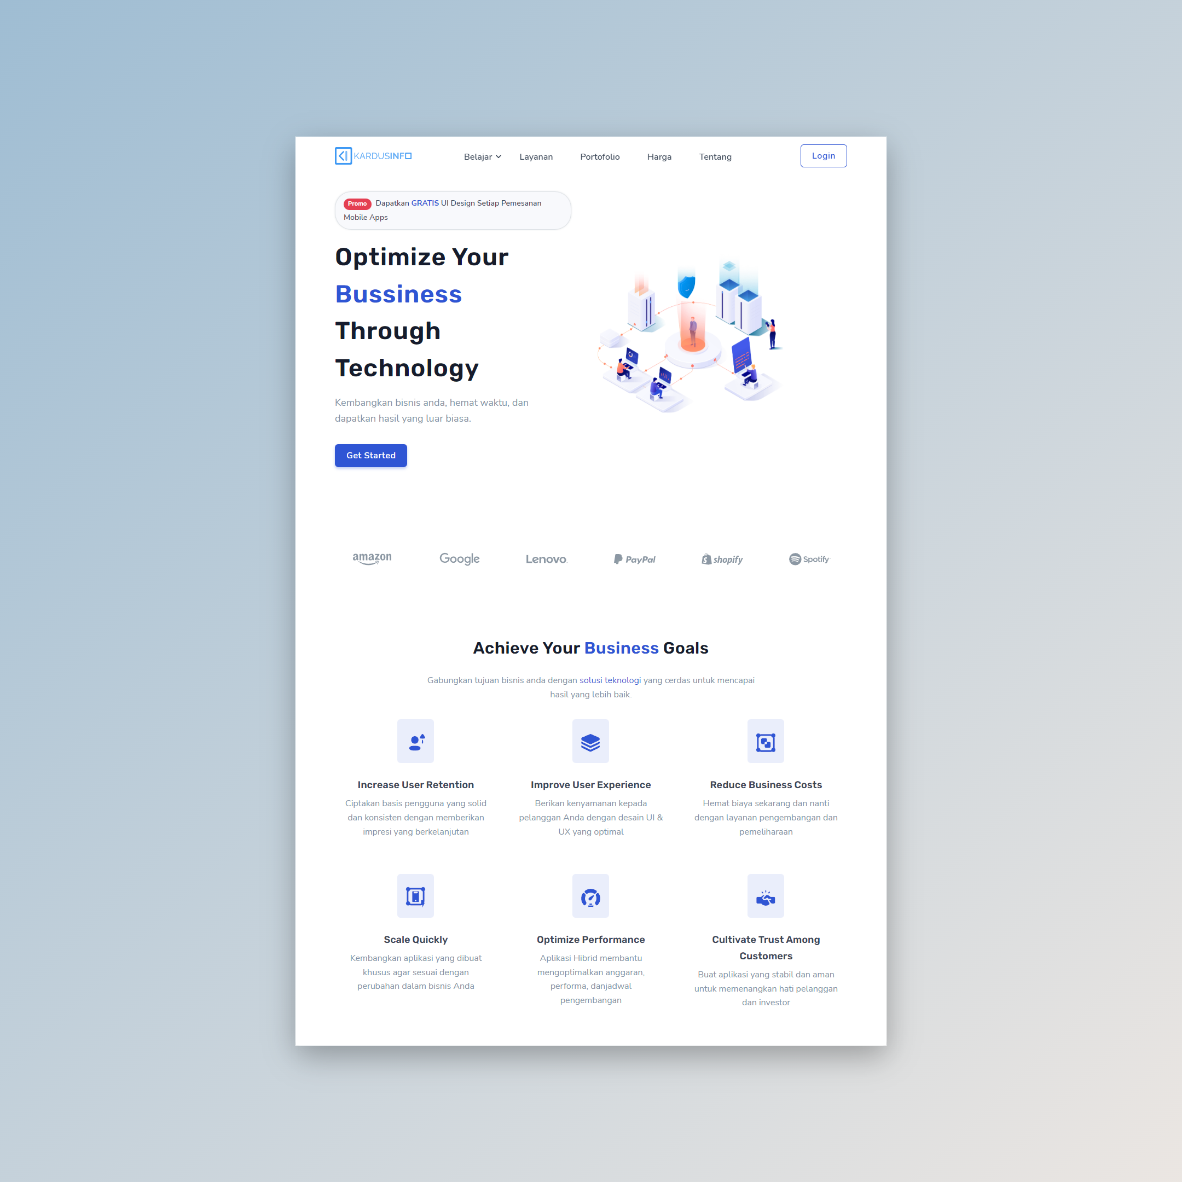 KARDUSINFO
Belajar
Layanan
Portofolio
Harga
Tentang
Login
Promo Dapatkan GRATIS UI Design Setiap Pemesanan
Mobile Apps
Optimize Your
Bussiness
Through
Technology
Kembangkan bisnis anda, hemat waktu, dan
dapatkan hasil yang luar biasa.
Get Started
amazon
Google
Lenovo
PayPal
shopify
Spotify
Achieve Your Business Goals
Gabungkan tujuan bisnis anda dengan solusi teknologi yang cerdas untuk mencapai
hasil yang lebih baik
Increase User Retention
Ciptakan basis pengguna yang solid
dan konsisten dengan memberikan
impresi yang berkelanjutan
Improve User Experience
Berikan kenyamanan kepada
pelanggan Anda dengan desain UI &
UX yang optimal
Reduce Business Costs
Hemat biaya sekarang dan nanti
dengan layanan pengembangan dan
pemeliharaan
Scale Quickly
Kembangkan aplikasi yang dibuat
khusus agar sesuai dengan
perubahan dalam bisnis Anda
Optimize Performance
Aplikasi Hibrid membantu
mengoptimalkan anggaran,
performa, danjadwal
pengembangan
Cultivate Trust Among
Customers
Buat aplikasi yang stabil dan aman
untuk memenangkan hati pelanggan
dan investor